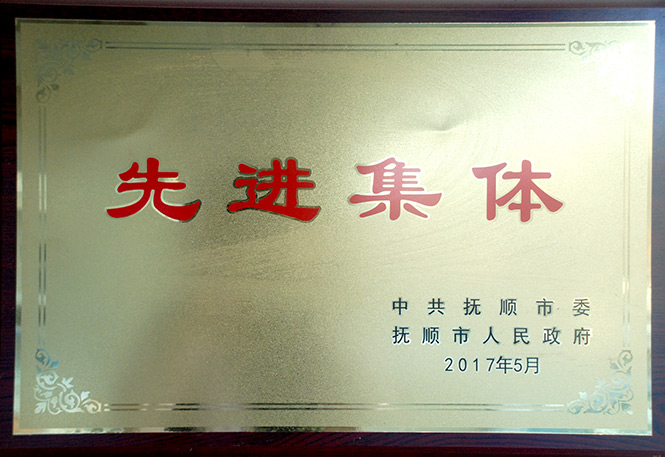 先进集体
中共抚顺市委
抚顺市人民政府
2017年5月